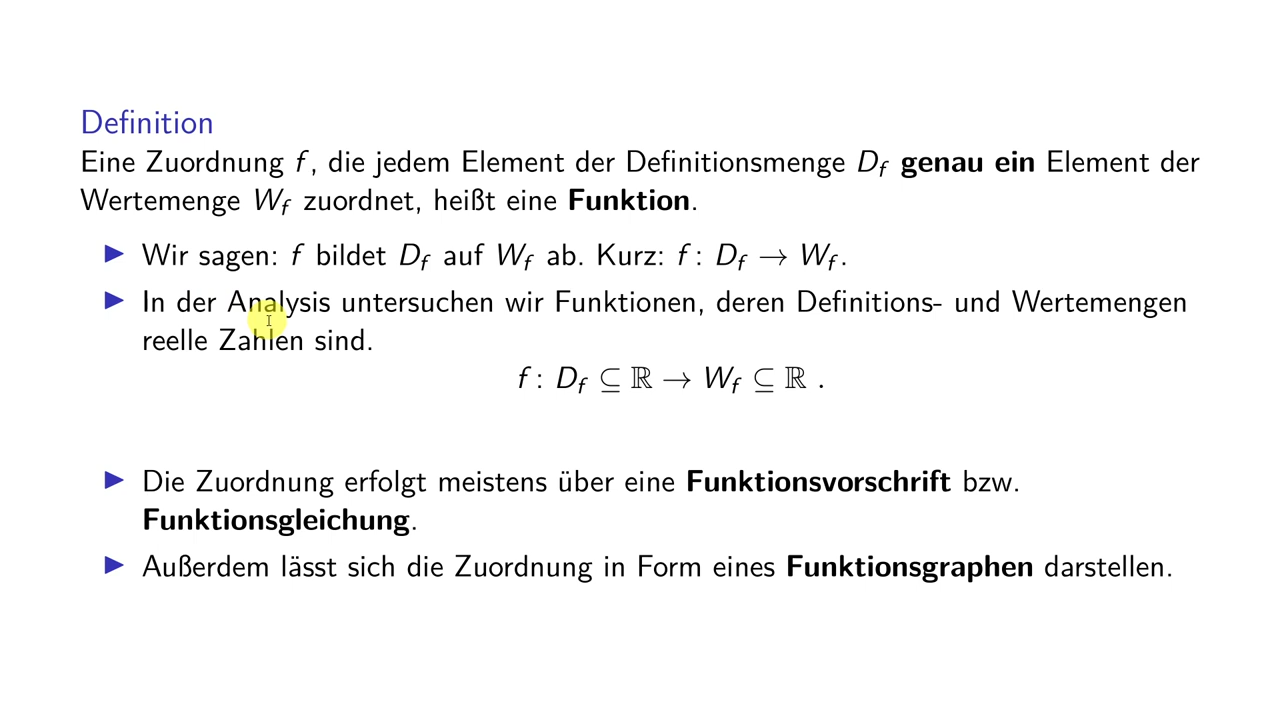 Definition
Eine Zuordnung f, die jedem Element der Definitionsmenge D_f genau ein Element der
Wertemenge W_f zuordnet, heißt eine Funktion.
▶ Wir sagen: f bildet D_f auf W_f ab. Kurz: f : D_f → W_f.
▶ In der Analysis untersuchen wir Funktionen, deren Definitions- und Wertemengen
reelle Zahlen sind.
f : D_f ⊆ ℝ → W_f ⊆ ℝ .
▶ Die Zuordnung erfolgt meistens über eine Funktionsvorschrift bzw.
Funktionsgleichung.
▶ Außerdem lässt sich die Zuordnung in Form eines Funktionsgraphen darstellen.